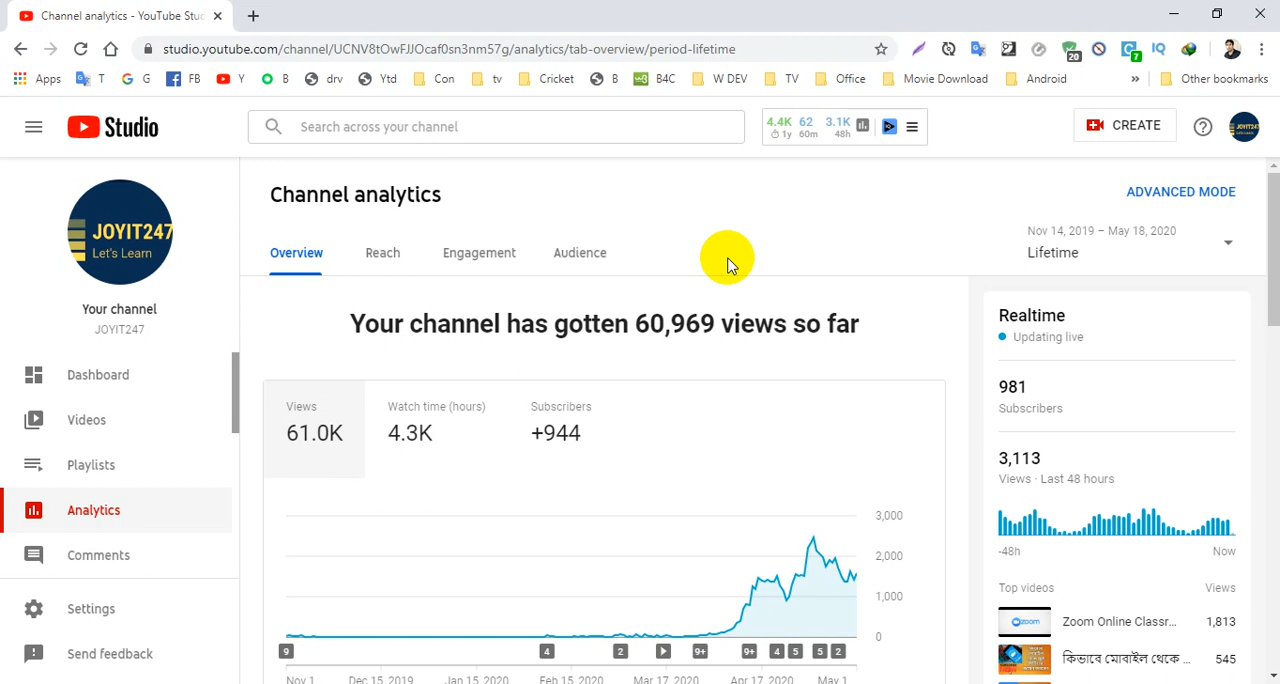 Channel analytics - YouTube Stud
studio.youtube.com/channel/UCNV8tOwFJJOcaf0sn3nm57g/analytics/tab-overview/period-lifetime
20
7
IQ
Apps T G FB Y B drv Ytd Con tv Cricket B B4C W DEV TV Office Movie Download Android » Other bookmarks
Studio
Search across your channel
4.4K 62 3.1K
1y 60m 48h
CREATE
JOYIT247
JOYIT247
Let's Learn
Your channel
JOYIT247
Dashboard
Videos
Playlists
Analytics
Comments
Settings
Send feedback
Channel analytics
ADVANCED MODE
Overview Reach Engagement Audience
Nov 14, 2019 – May 18, 2020
Lifetime
Your channel has gotten 60,969 views so far
Views Watch time (hours) Subscribers
61.0K 4.3K +944
3,000
2,000
1,000
0
9 4 2 9+ 9+ 4 5 5 2
Nov Dec 15, 2019 Jan 15, 2020 Feb 15, 2020 Mar 17, 2020 Apr 17, 2020 May 1
Realtime
Updating live
981
Subscribers
3,113
Views · Last 48 hours
-48h Now
Top videos Views
zoom
Zoom Online Classr... 1,813
কিভাবে মোবাইল থেকে ... 545